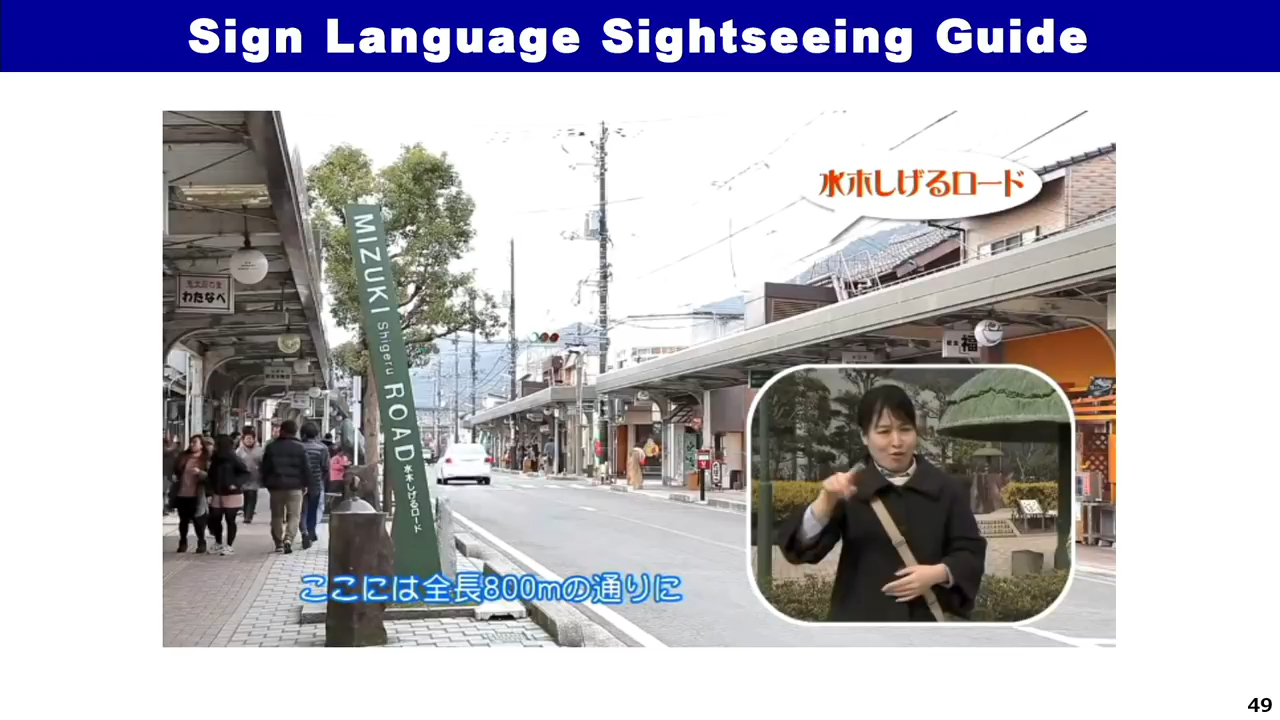 Sign Language Sightseeing Guide
水木しげるロード
MIZUKI Shigeru ROAD 水木しげるロード
わたなべ
福
ここには全長800mの通りに
49